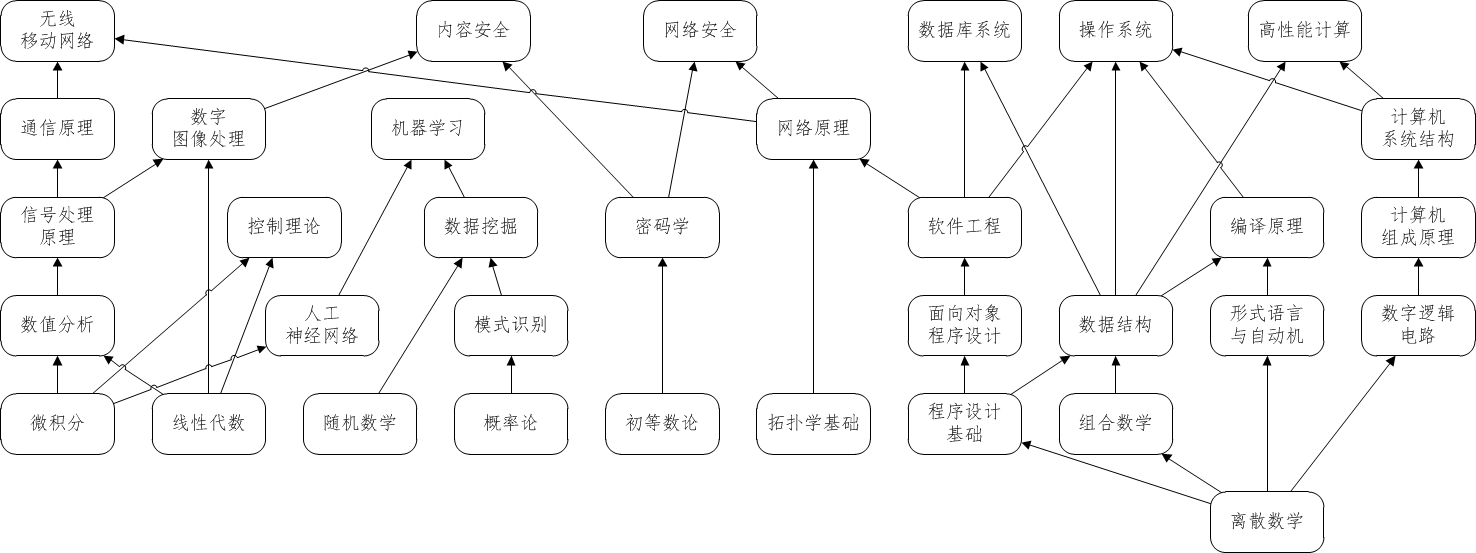 无线
移动网络
内容安全
网络安全
数据库系统
操作系统
高性能计算
通信原理
数字
图像处理
机器学习
网络原理
计算机
系统结构
信号处理
原理
控制理论
数据挖掘
密码学
软件工程
编译原理
计算机
组成原理
数值分析
人工
神经网络
模式识别
面向对象
程序设计
数据结构
形式语言
与自动机
数字逻辑
电路
微积分
线性代数
随机数学
概率论
初等数论
拓扑学基础
程序设计
基础
组合数学
离散数学